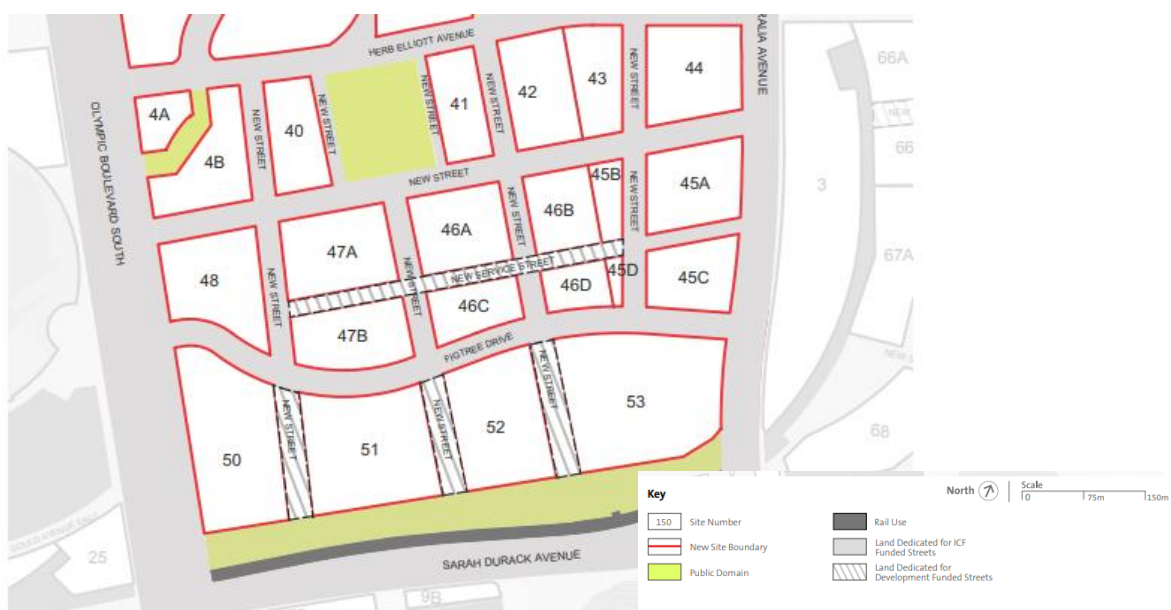 HERB ELLIOTT AVENUE
RALIA AVENUE
OLYMPIC BOULEVARD SOUTH
4A
4B
NEW STREET
40
NEW STREET
NEW STREET
41
NEW STREET
42
43
NEW STREET
44
66A
NEW
66
3
67A
NEW STREET
48
NEW STREET
47A
NEW STREET
46A
NEW STREET
46B
45B
NEW STREET
45A
NEW SERVICE STREET
47B
46C
46D
45D
45C
FIGTREE DRIVE
NEW S
50
NEW STREET
51
NEW STREET
52
NEW STREET
53
68
25
SARAH DURACK AVENUE
9B
Key
150 Site Number
New Site Boundary
Public Domain
Rail Use
Land Dedicated for ICF
Funded Streets
Land Dedicated for
Development Funded Streets
North
Scale
0 75m 150m